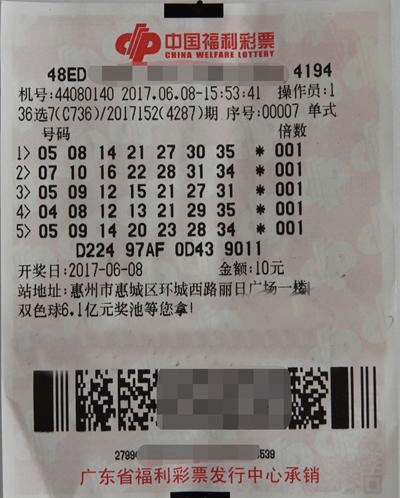 中国福利彩票
CHINA WELFARE LOTTERY
48ED 4194
机号:44080140 2017.06.08-15:53:41 操作员:1
36选7(C736)/2017152(4287)期 序号:00007 单式
号码 倍数
1> 05 08 14 21 27 30 35 * 001
2> 07 10 16 22 28 31 34 * 001
3> 05 09 12 15 21 27 31 * 001
4> 04 08 12 13 21 29 35 * 001
5> 05 09 14 20 23 28 34 * 001
D224 97AF 0D43 9011
开奖日:2017-06-08 金额:10元
站地址:惠州市惠城区环城西路丽日广场一楼
双色球6.1亿元奖池等您拿!
2799 539
广东省福利彩票发行中心承销